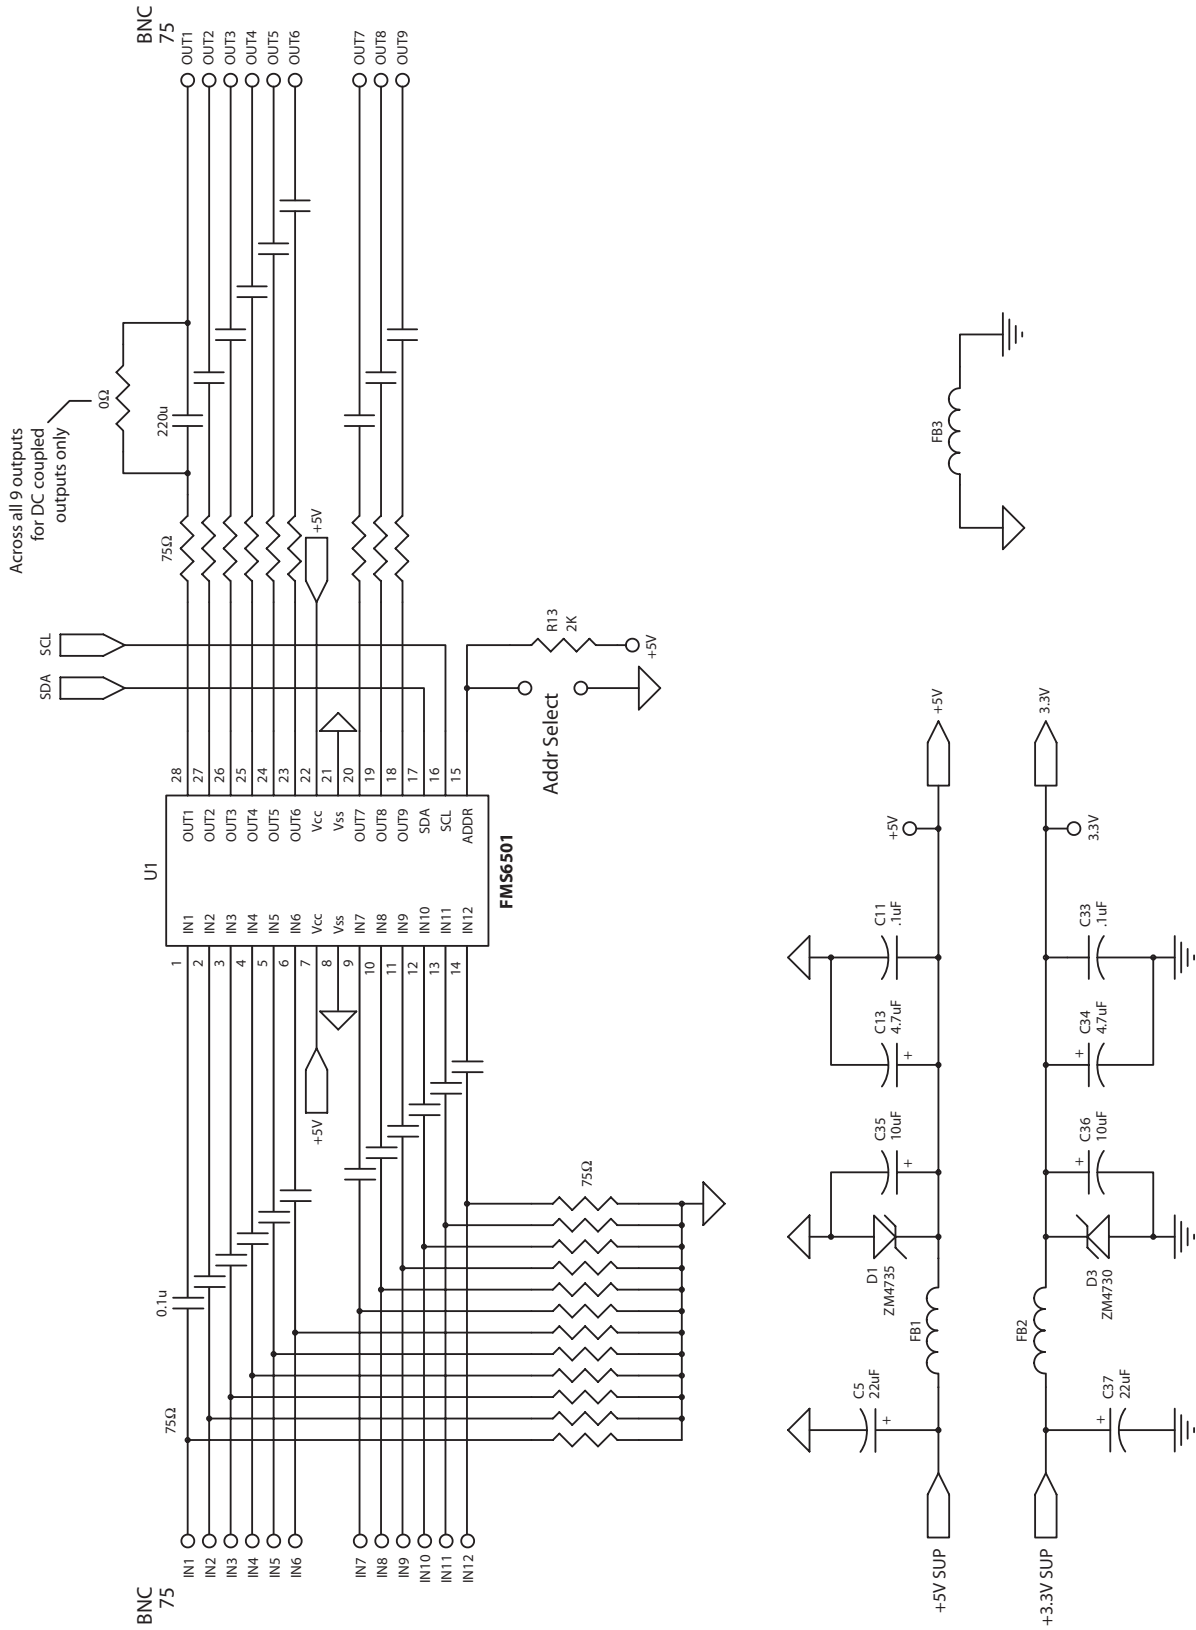 BNC
75
IN1
IN2
IN3
IN4
IN5
IN6
IN7
IN8
IN9
IN10
IN11
IN12
75Ω
0.1u
75Ω
+5V
1
2
3
4
5
6
7
8
9
10
11
12
13
14
U1
IN1
IN2
IN3
IN4
IN5
IN6
Vcc
Vss
IN7
IN8
IN9
IN10
IN11
IN12
OUT1
OUT2
OUT3
OUT4
OUT5
OUT6
Vcc
Vss
OUT7
OUT8
OUT9
SDA
SCL
ADDR
FMS6501
28
27
26
25
24
23
22
21
20
19
18
17
16
15
SDA
SCL
+5V
75Ω
220u
0Ω
Across all 9 outputs
for DC coupled
outputs only
BNC
75
OUT1
OUT2
OUT3
OUT4
OUT5
OUT6
OUT7
OUT8
OUT9
Addr Select
R13
2K
+5V
+5V SUP
C5
22uF
+
FB1
D1
ZM4735
C35
10uF
+
C13
4.7uF
+
C11
.1uF
+5V
+5V
+3.3V SUP
+
C37
22uF
FB2
D3
ZM4730
+
C36
10uF
+
C34
4.7uF
C33
.1uF
3.3V
3.3V
FB3